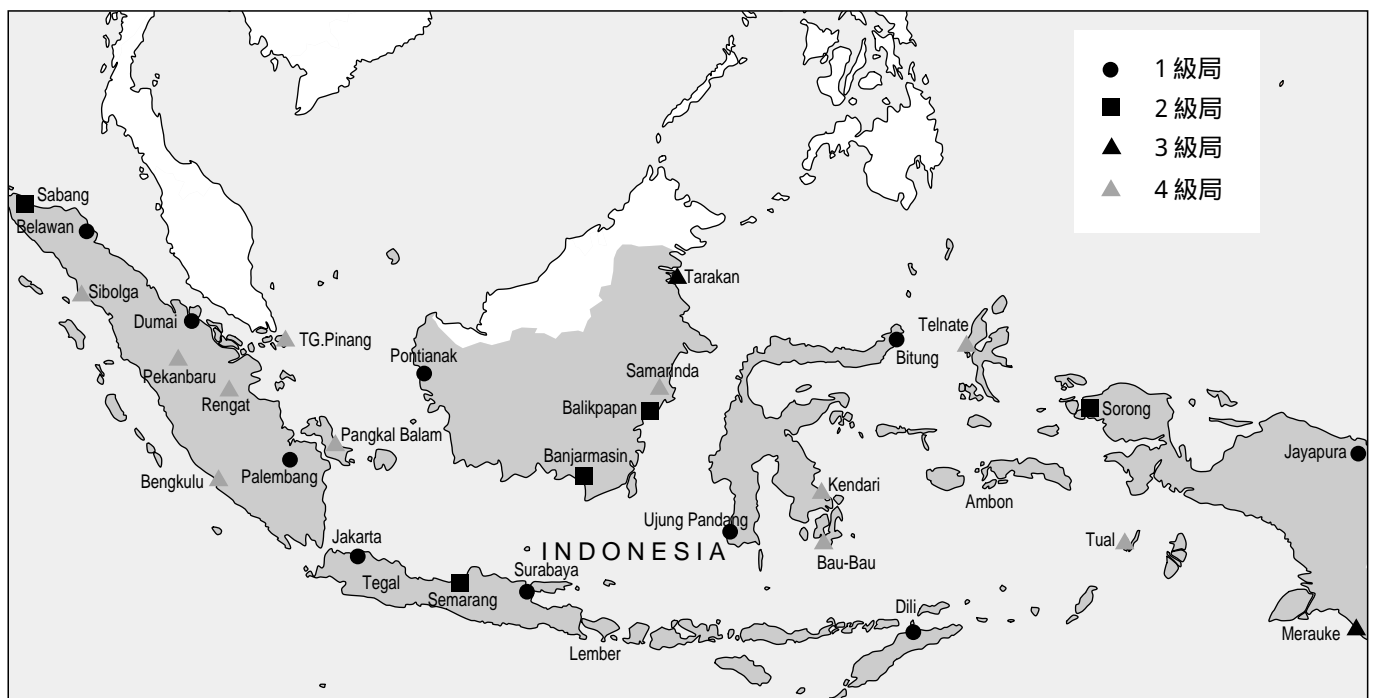 1 級局
2 級局
3 級局
4 級局
Sabang
Belawan
Sibolga
Dumai
TG.Pinang
Pekanbaru
Rengat
Pangkal Balam
Bengkulu
Palembang
Pontianak
Tarakan
Samarinda
Balikpapan
Banjarmasin
Telnate
Bitung
Sorong
Jayapura
Kendari
Ambon
Ujung Pandang
INDONESIA
Bau-Bau
Tual
Jakarta
Tegal
Semarang
Surabaya
Lember
Dili
Merauke